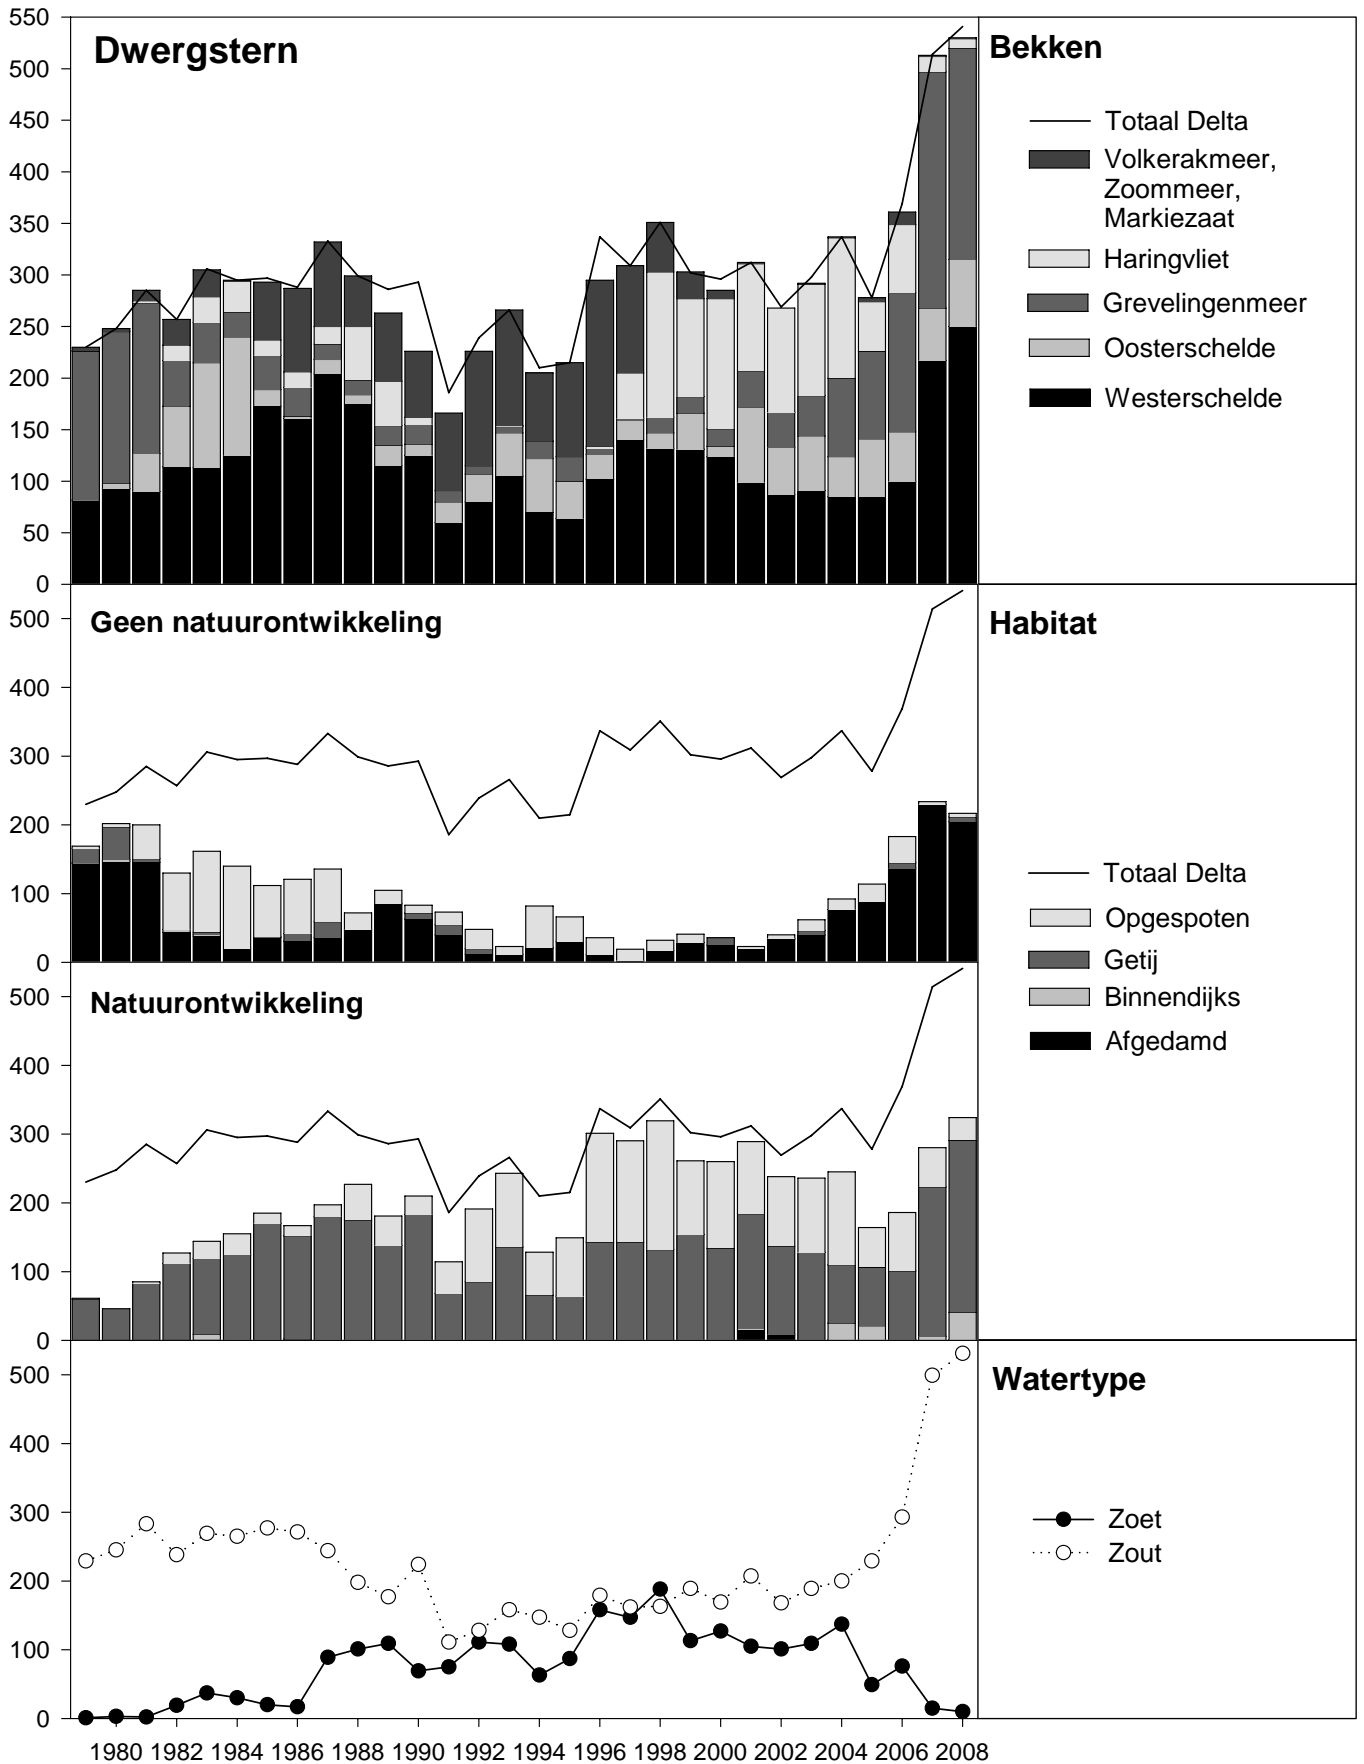 550
500
450
400
350
300
250
200
150
100
50
0
Dwergstern
Bekken
Totaal Delta
Volkerakmeer,
Zoommeer,
Markiezaat
Haringvliet
Grevelingenmeer
Oosterschelde
Westerschelde
500
400
300
200
100
0
Geen natuurontwikkeling
Habitat
Totaal Delta
Opgespoten
Getij
Binnendijks
Afgedamd
500
400
300
200
100
0
Natuurontwikkeling
500
400
300
200
100
0
Watertype
Zoet
Zout
1980 1982 1984 1986 1988 1990 1992 1994 1996 1998 2000 2002 2004 2006 2008